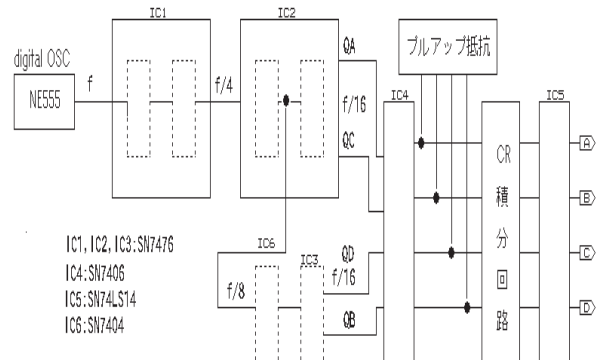 IC1
IC2
digital OSC
NE555
f
f/4
QA
f/16
QC
プルアップ抵抗
IC4
IC5
CR積分回路
A
B
C
D
IC6
IC3
QD
f/16
f/8
QB
IC1,IC2,IC3:SN7476
IC4:SN7406
IC5:SN74LS14
IC6:SN7404